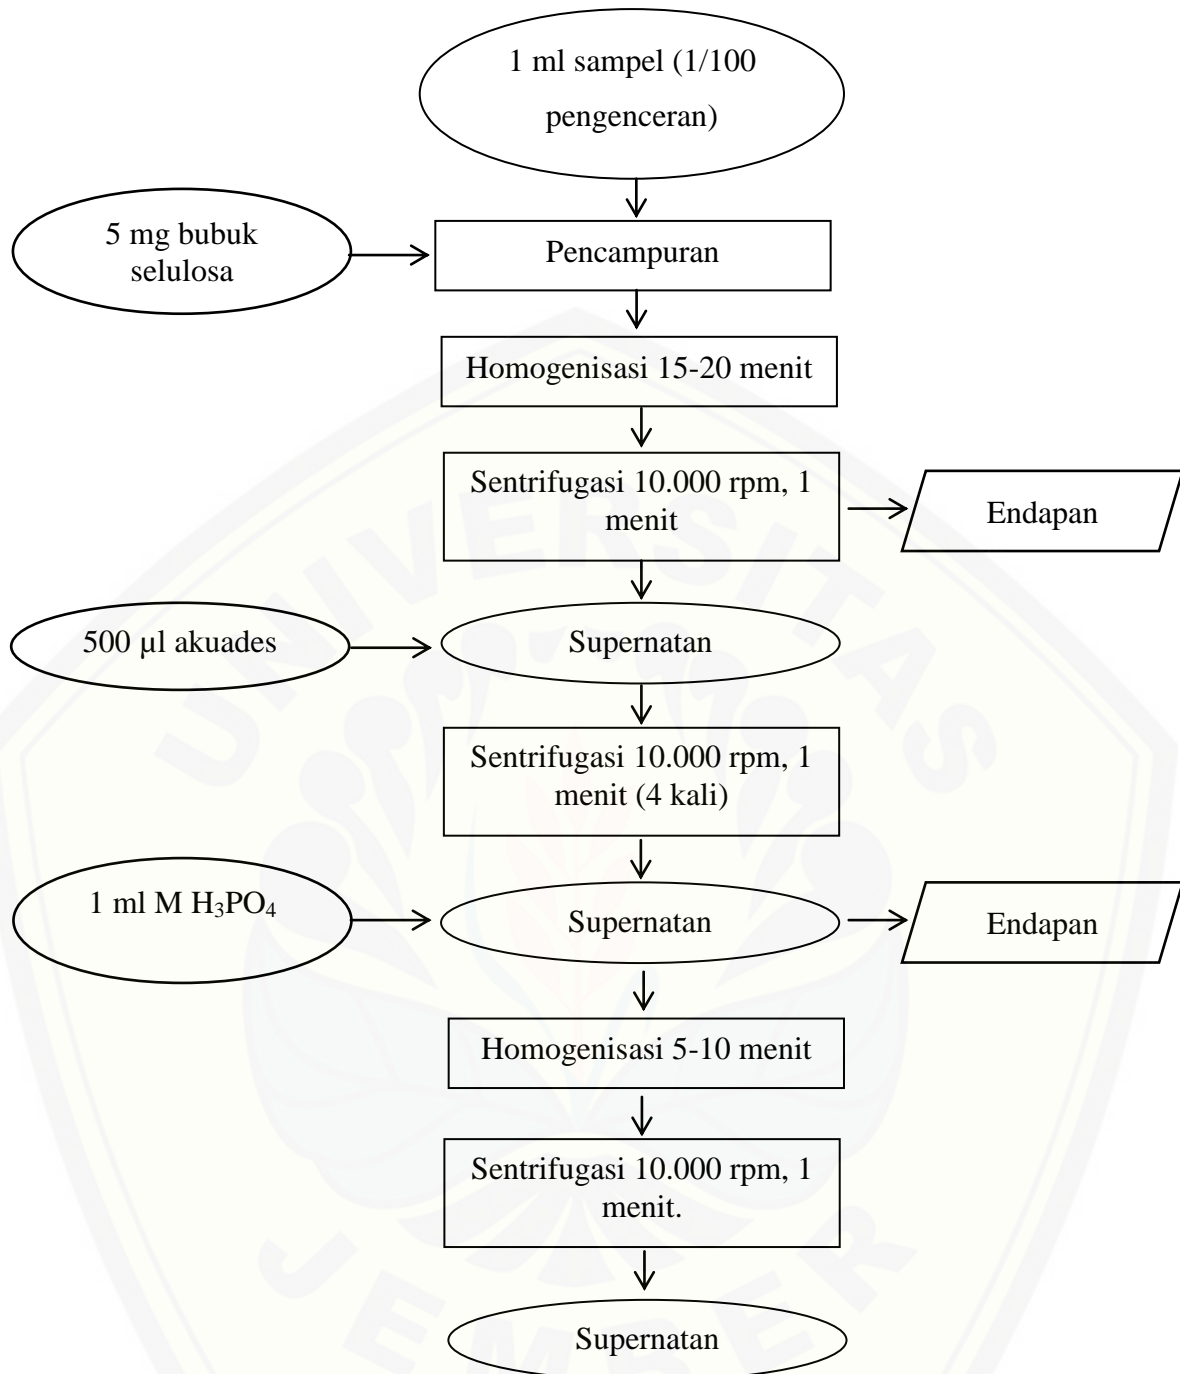 1 ml sampel (1/100
pengenceran)
5 mg bubuk
selulosa
Pencampuran
Homogenisasi 15-20 menit
Sentrifugasi 10.000 rpm, 1
menit
Endapan
500 µl akuades
Supernatan
Sentrifugasi 10.000 rpm, 1
menit (4 kali)
1 ml M H₃PO₄
Supernatan
Endapan
Homogenisasi 5-10 menit
Sentrifugasi 10.000 rpm, 1
menit.
Supernatan
UNIVERSITAS
JEMBER